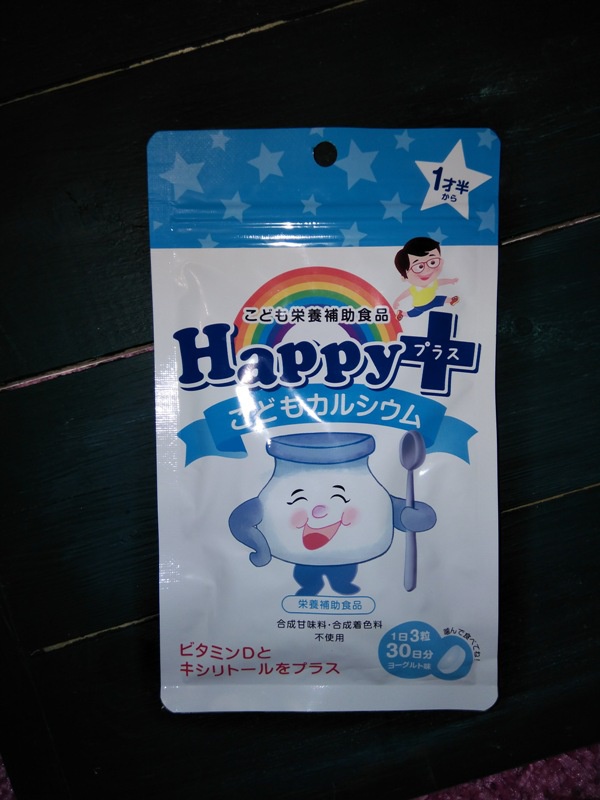 1才半
から
こども栄養補助食品
Happy+
プラス
こどもカルシウム
栄養補助食品
合成甘味料・合成着色料
不使用
ビタミンDと
キシリトールをプラス
1日3粒
30日分
ヨーグルト味
噛んで食べてね!